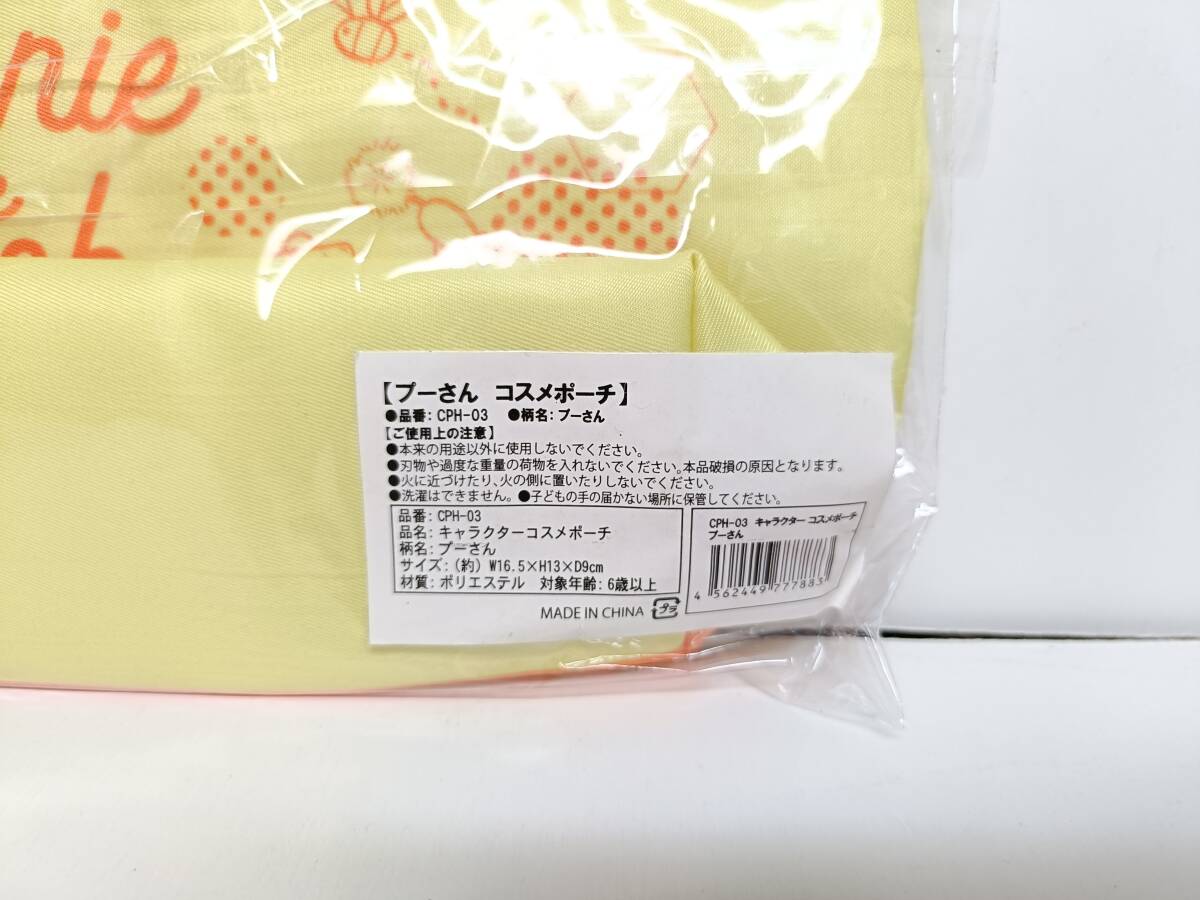 nie
【プーさん　コスメポーチ】
●品番：CPH-03　●柄名：プーさん
【ご使用上の注意】
●本来の用途以外に使用しないでください。
●刃物や過度な重量の荷物を入れないでください。本品破損の原因となります。
●火に近づけたり、火の側に置いたりしないでください。
●洗濯はできません。●子どもの手の届かない場所に保管してください。
品番：CPH-03
品名：キャラクターコスメポーチ
柄名：プーさん
サイズ：（約）W16.5×H13×D9cm
材質：ポリエステル　対象年齢：6歳以上
CPH-03 キャラクター コスメポーチ
プーさん
4 562449 777883
MADE IN CHINA プラ